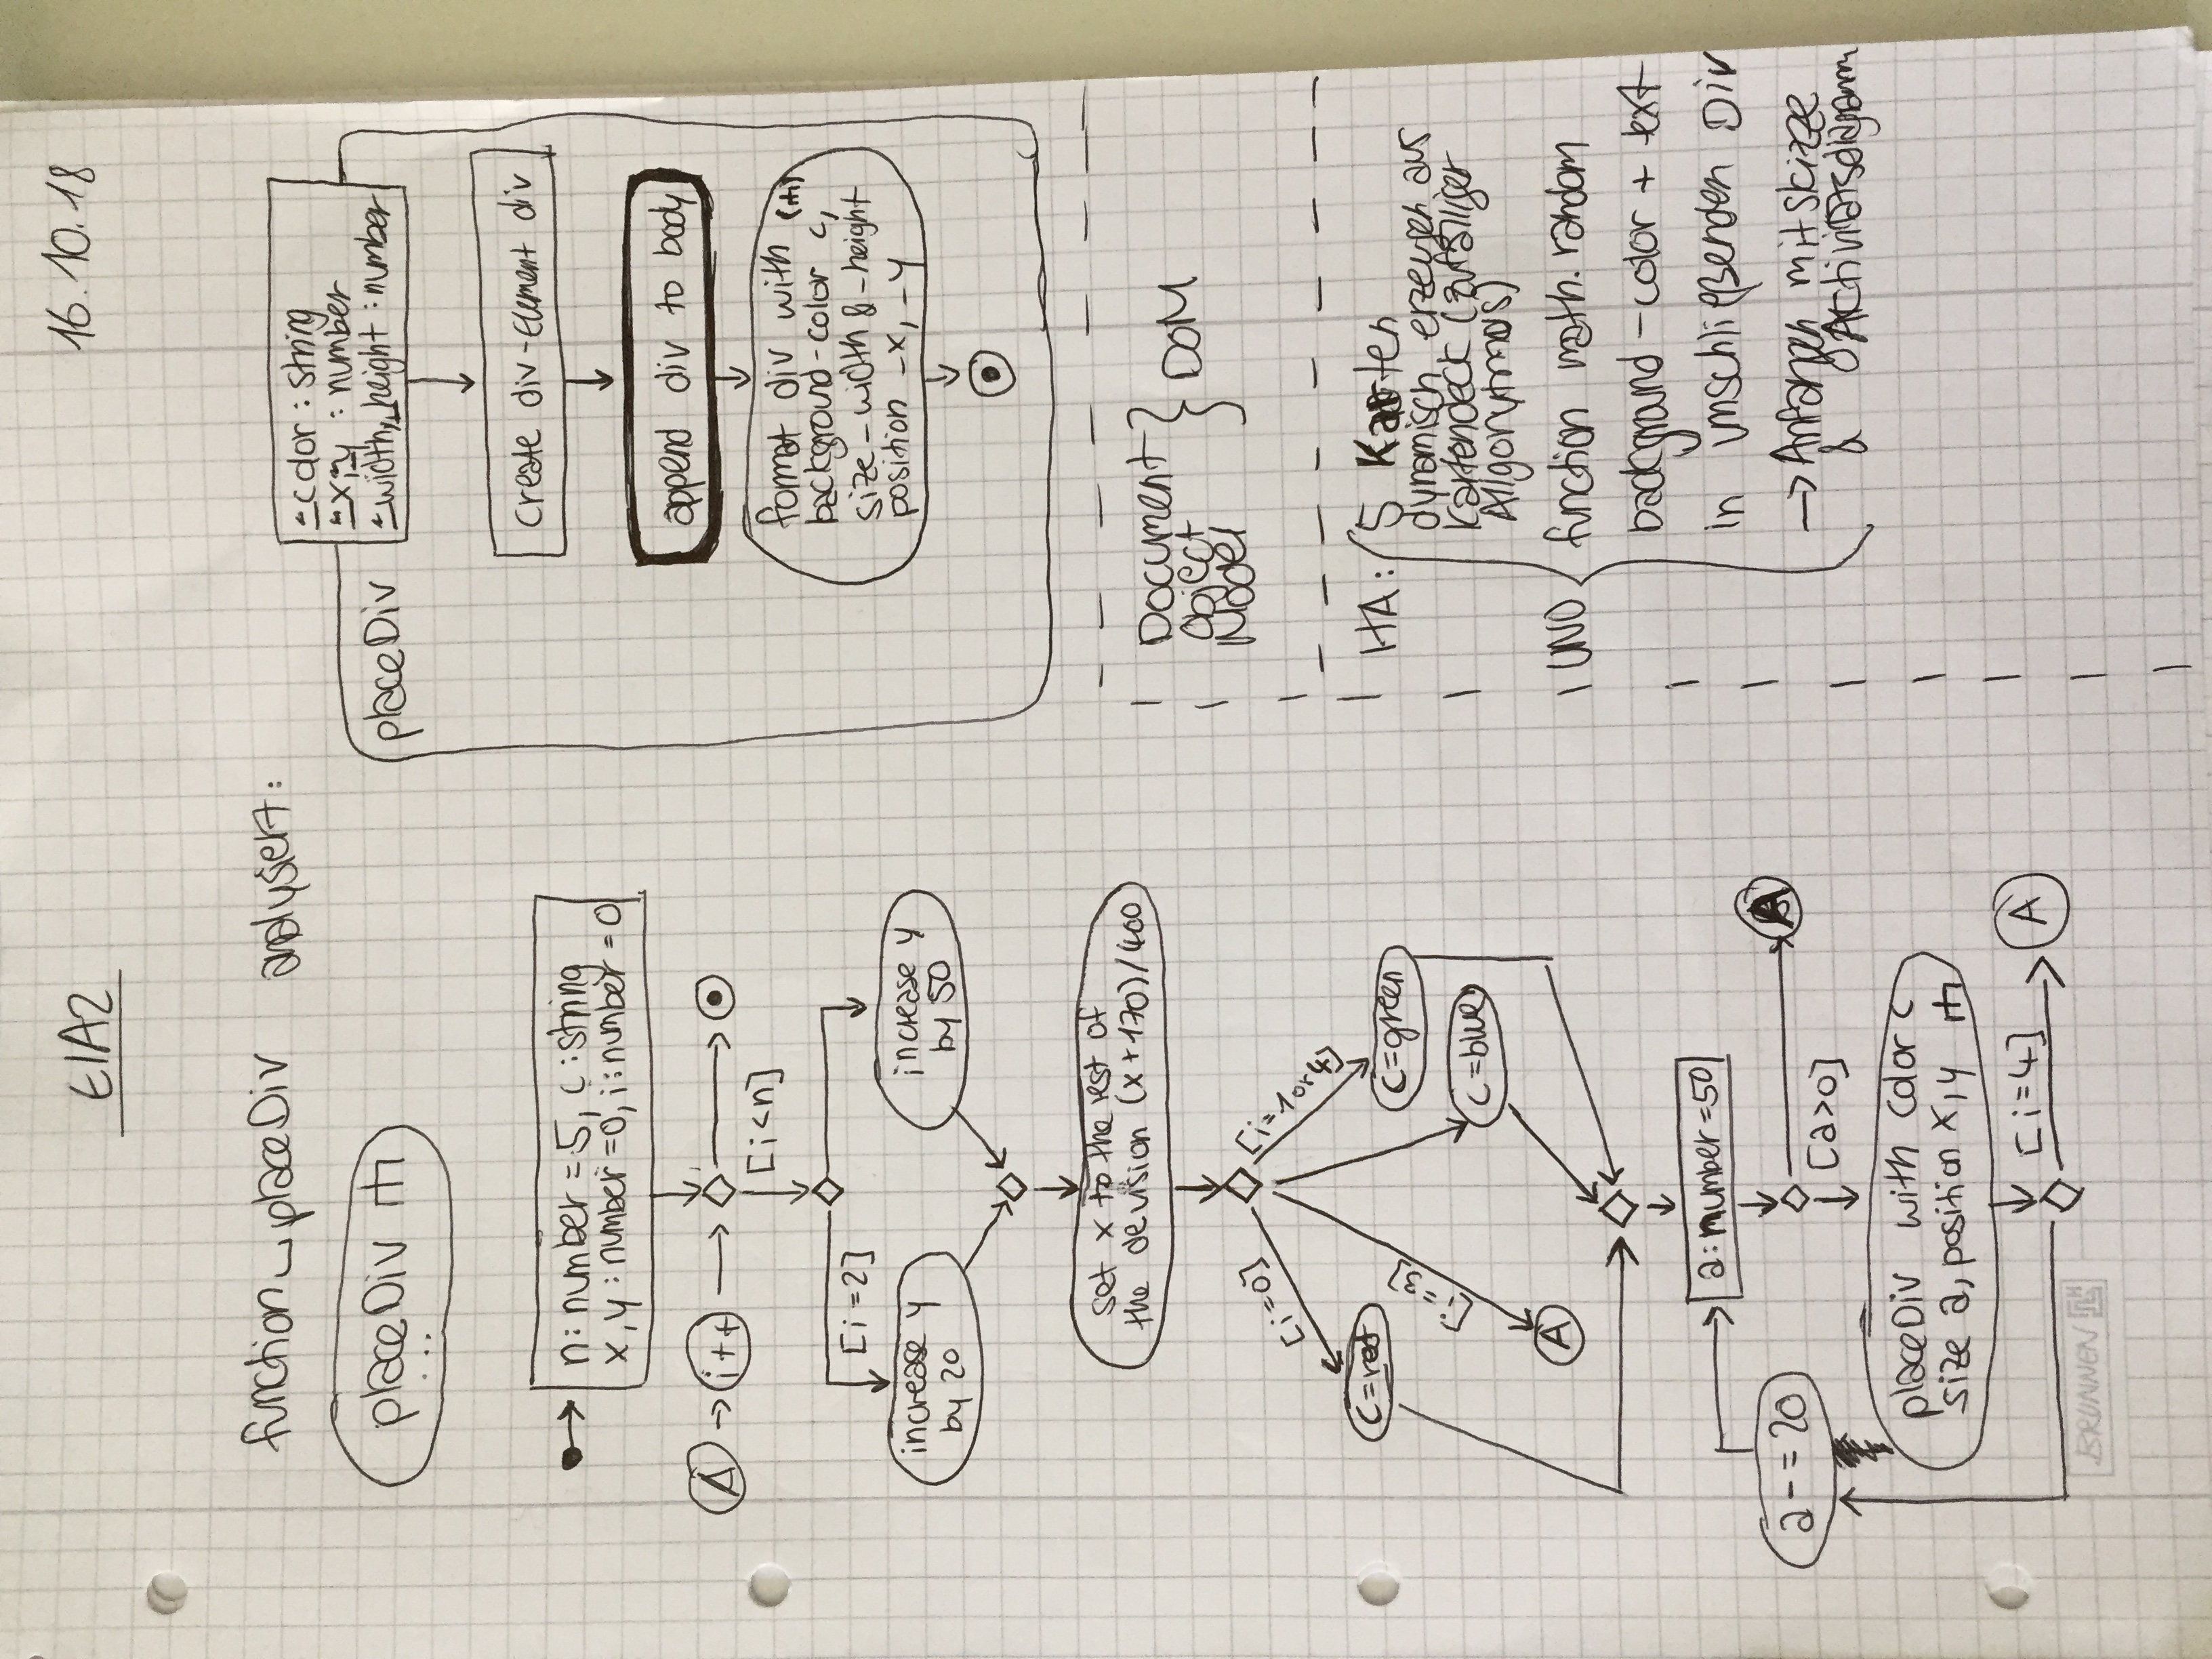 EIA2
16.10.18
function placeDiv analysiert:
placeDiv
...
n: number = 5, c: string
x, y: number = 0, i: number = 0
A
i++
[i<n]
[i=2]
increase y
by 20
increase y
by 50
set x to the rest of
the devision (x+170)/400
[i=0]
[i=1 or 4]
c=red
[i=3]
c=green
c=blue
A
a: number = 50
a -= 20
A
[a>0]
placeDiv with color c
size a, position x, y
[i=4]
A
BRUNNEN
placeDiv
_color : string
_x, _y : number
_width, _height : number
create div-Element div
append div to body
format div with
background-color c,
size _width & _height
position _x, _y
Document
Object
Model
DOM
HA: 5 Karten
dynamisch erzeugen aus
Kartendeck (zufälliger
Allgorytmus)
UNO function math.random
background-color + text
in umschließenden Div
→ Anfangen mit Skizze
& Activitätsdiagramm